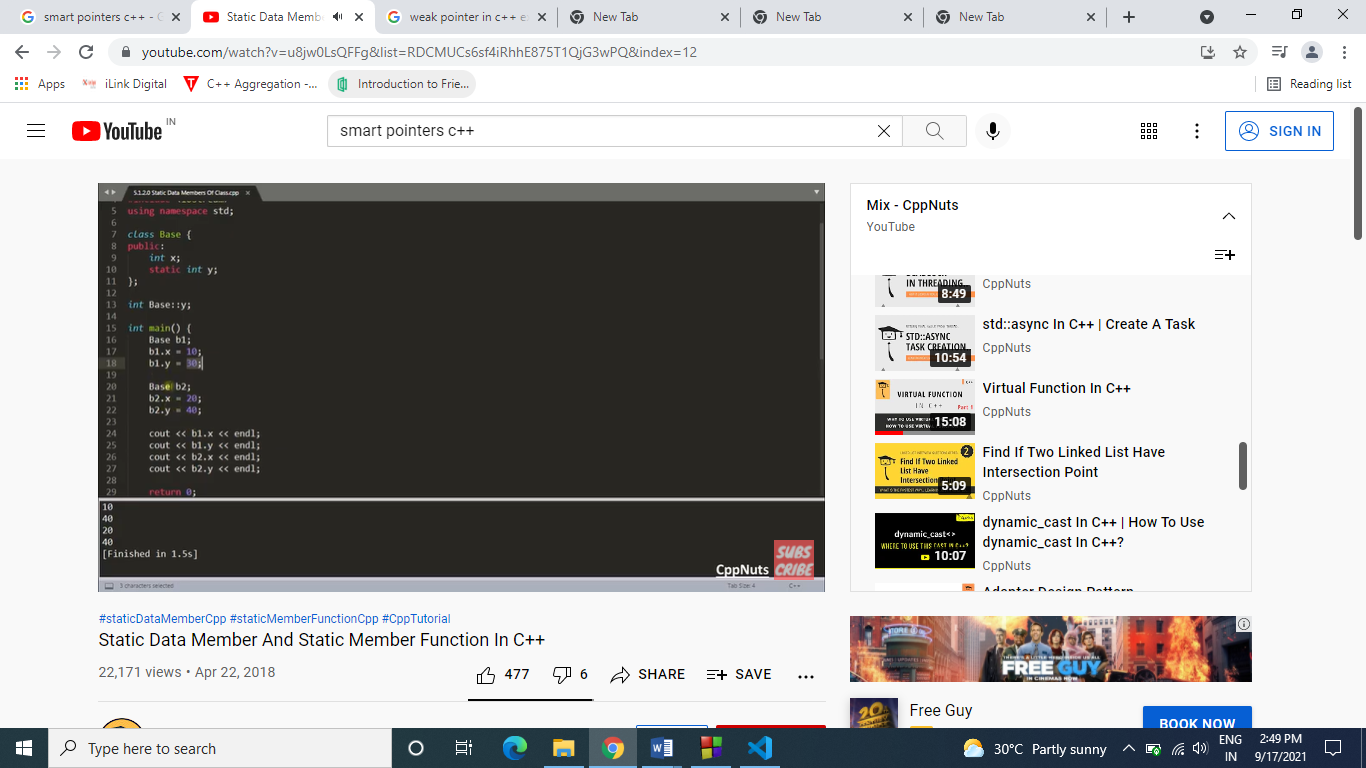 smart pointers c++ - G
Static Data Membe
weak pointer in c++ e
New Tab
New Tab
New Tab
youtube.com/watch?v=u8jw0LsQFFg&list=RDCMUCs6sf4iRhhE875T1QjG3wPQ&index=12
Apps
iLink Digital
C++ Aggregation -...
Introduction to Frie...
Reading list
YouTube IN
smart pointers c++
SIGN IN
5.1.2.0 Static Data Members Of Class.cpp
5 using namespace std;
6
7 class Base {
8 public:
9 int x;
10 static int y;
11 };
12
13 int Base::y;
14
15 int main() {
16 Base b1;
17 b1.x = 10;
18 b1.y = 30;
19
20 Base b2;
21 b2.x = 20;
22 b2.y = 40;
23
24 cout << b1.x << endl;
25 cout << b1.y << endl;
26 cout << b2.x << endl;
27 cout << b2.y << endl;
28
29 return 0;
10
40
20
40
[Finished in 1.5s]
CppNuts
SUBS
CRIBE
3 characters selected
Tab Size: 4
C++
#staticDataMemberCpp #staticMemberFunctionCpp #CppTutorial
Static Data Member And Static Member Function In C++
22,171 views • Apr 22, 2018
477
6
SHARE
SAVE
Mix - CppNuts
YouTube
IN THREADING
8:49
CppNuts
STD::ASYNC
TASK CREATION
10:54
std::async In C++ | Create A Task
CppNuts
VIRTUAL FUNCTION
IN C++
Part 1
15:08
Virtual Function In C++
CppNuts
2
Find If Two Linked
List Have
Intersection
5:09
Find If Two Linked List Have
Intersection Point
CppNuts
dynamic_cast<>
WHERE TO USE THIS CAST IN C++?
10:07
dynamic_cast In C++ | How To Use
dynamic_cast In C++?
CppNuts
Adapter Design Pattern
FREE GUY
IN CINEMAS NOW
Free Guy
BOOK NOW
Type here to search
30°C Partly sunny
ENG
IN
2:49 PM
9/17/2021